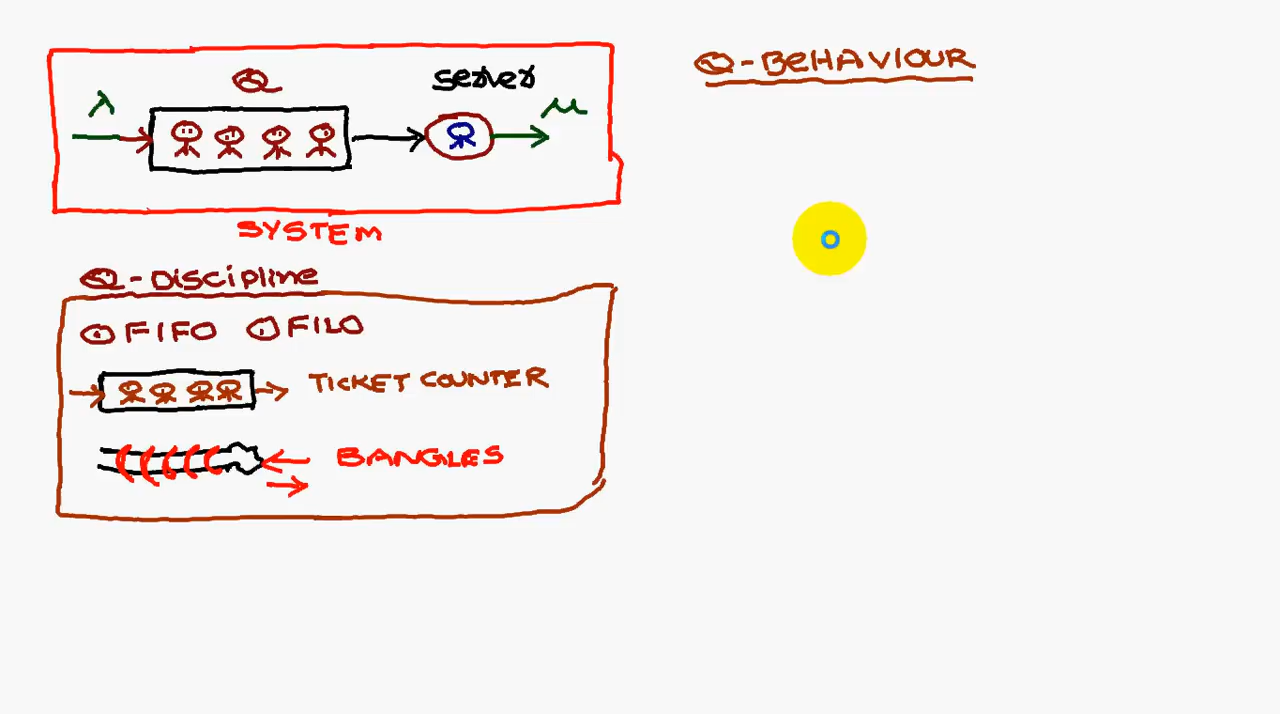 Q
server
λ
μ
SYSTEM
Q-Discipline
FIFO
FILO
TICKET COUNTER
BANGLES
Q-BEHAVIOUR